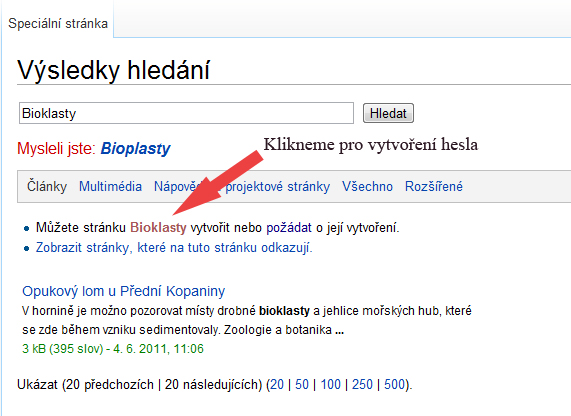 Speciální stránka
Výsledky hledání
Bioklasty
Hledat
Mysleli jste: Bioplasty
Klikneme pro vytvoření hesla
Články Multimédia Nápověda projektové stránky Všechno Rozšířené
Můžete stránku Bioklasty vytvořit nebo požádat o její vytvoření.
Zobrazit stránky, které na tuto stránku odkazují.
Opukový lom u Přední Kopaniny
V hornině je možno pozorovat místy drobné bioklasty a jehlice mořských hub, které
se zde během vzniku sedimentovaly. Zoologie a botanika ...
3 kB (395 slov) - 4. 6. 2011, 11:06
Ukázat (20 předchozích | 20 následujících) (20 | 50 | 100 | 250 | 500).